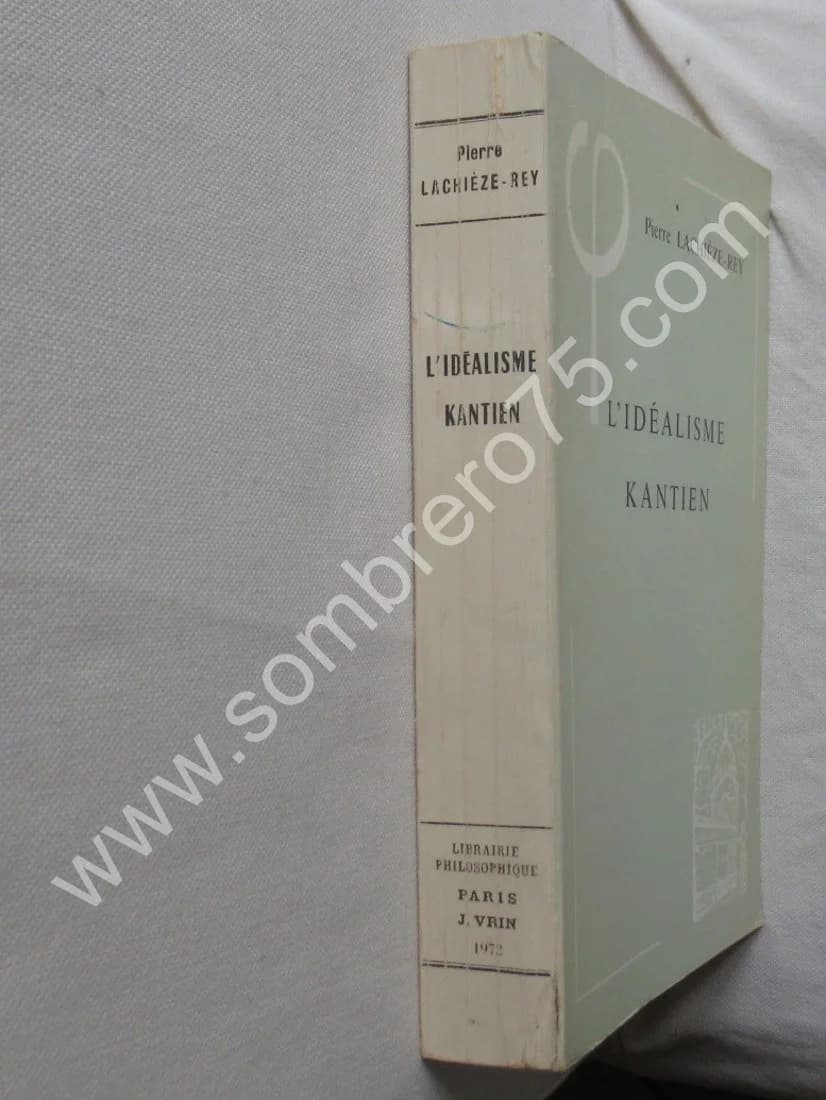 Pierre
LACHIÈZE-REY
L'IDÉALISME
KANTIEN
LIBRAIRIE
PHILOSOPHIQUE
PARIS
J. VRIN
1972
φ
Pierre LACHIÈZE-REY
L'IDÉALISME
KANTIEN
www.sombrero75.com